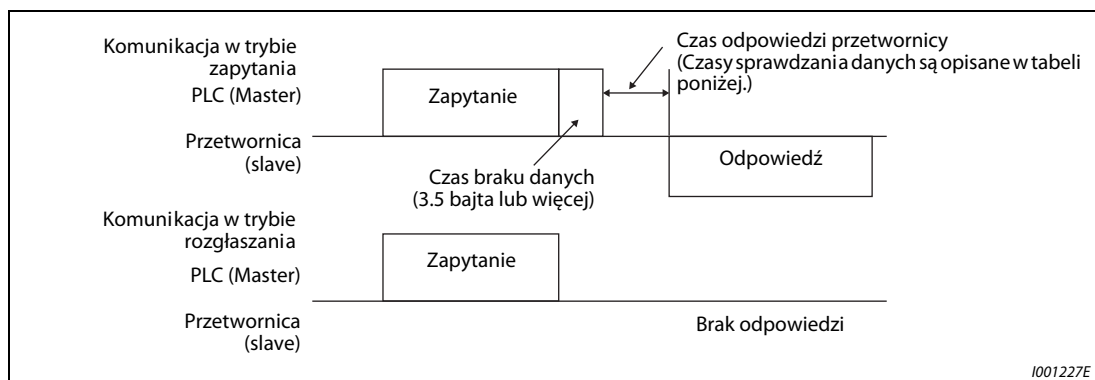 Komunikacja w trybie
zapytania
PLC (Master)
Zapytanie
Czas odpowiedzi przetwornicy
(Czasy sprawdzania danych są opisane w tabeli
poniżej.)
Przetwornica
(slave)
Odpowiedź
Czas braku danych
(3.5 bajta lub więcej)
Komunikacja w trybie
rozgłaszania
PLC (Master)
Zapytanie
Przetwornica
(slave)
Brak odpowiedzi
I001227E